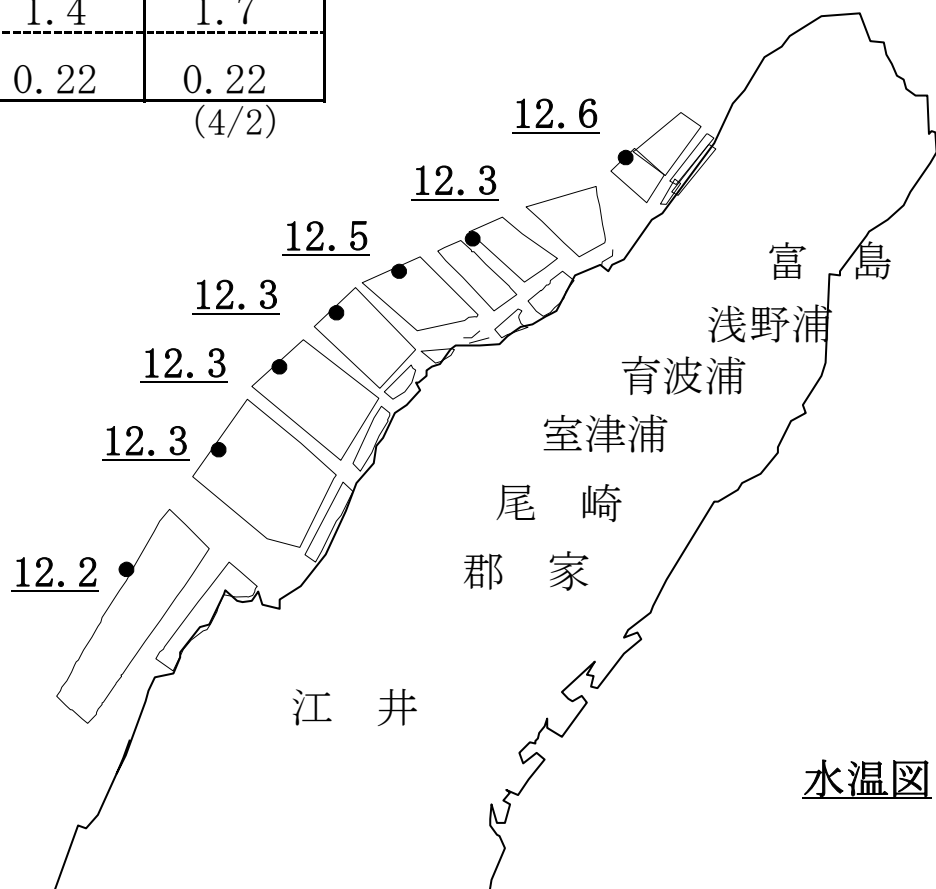 1.4 1.7
0.22 0.22
(4/2)
12.6
12.3
12.5
12.3
12.3
12.3
12.2
富 島
浅野浦
育波浦
室津浦
尾 崎
郡 家
江 井
水温図